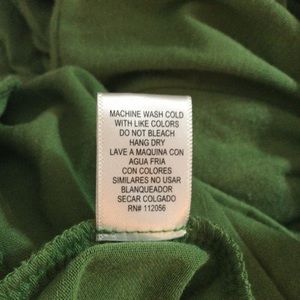 MACHINE WASH COLD
WITH LIKE COLORS
DO NOT BLEACH
HANG DRY
LAVE A MAQUINA CON
AGUA FRIA
CON COLORES
SIMILARES NO USAR
BLANQUEADOR
SECAR COLGADO
RN# 112056